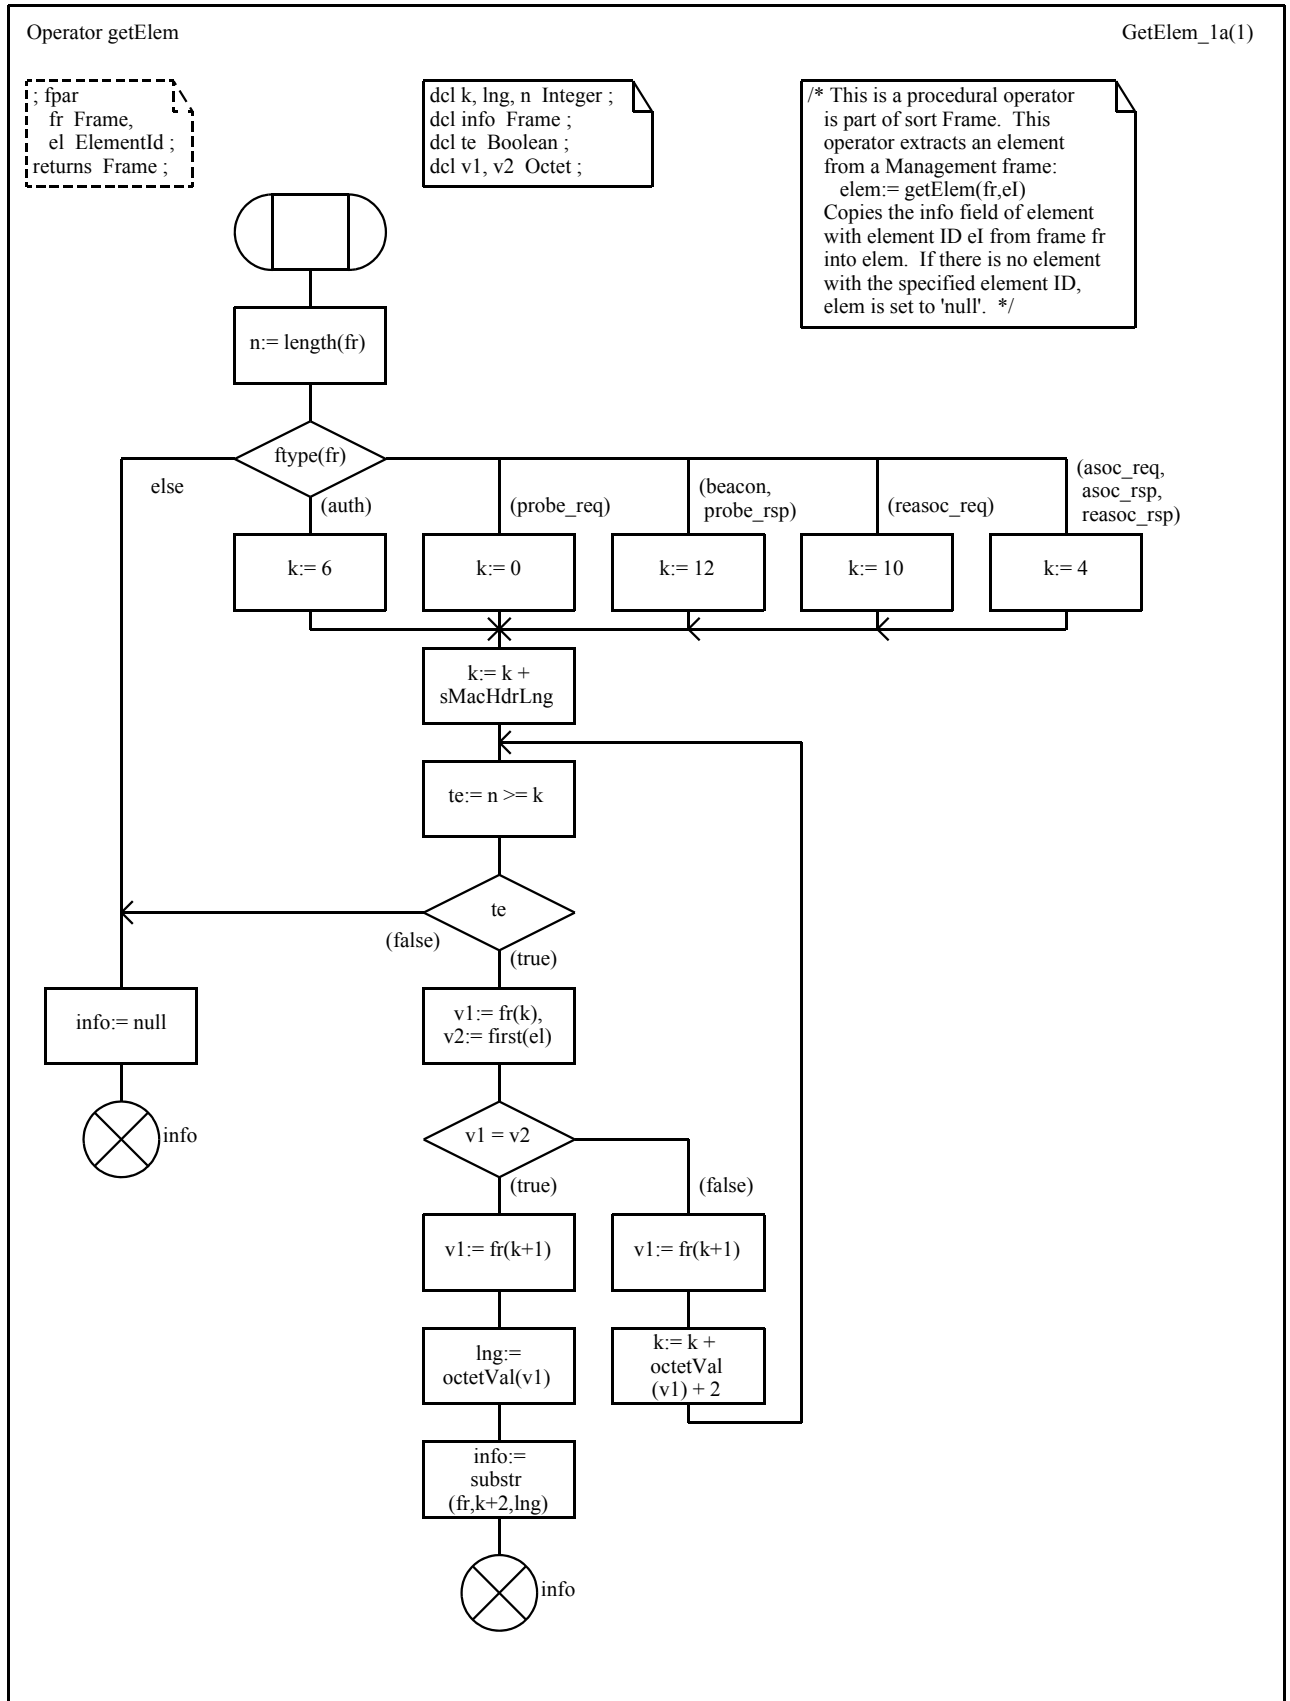 Operator getElem
GetElem_1a(1)
; fpar
fr  Frame,
el  ElementId ;
returns  Frame ;
dcl k, lng, n  Integer ;
dcl info  Frame ;
dcl te  Boolean ;
dcl v1, v2  Octet ;
/* This is a procedural operator
is part of sort Frame.  This
operator extracts an element
from a Management frame:
elem:= getElem(fr,eI)
Copies the info field of element
with element ID eI from frame fr
into elem.  If there is no element
with the specified element ID,
elem is set to 'null'.  */
n:= length(fr)
ftype(fr)
else
(auth)
(probe_req)
(beacon,
probe_rsp)
(reasoc_req)
(asoc_req,
asoc_rsp,
reasoc_rsp)
k:= 6
k:= 0
k:= 12
k:= 10
k:= 4
k:= k +
sMacHdrLng
te:= n >= k
te
(false)
(true)
info:= null
v1:= fr(k),
v2:= first(el)
info
v1 = v2
(true)
(false)
v1:= fr(k+1)
v1:= fr(k+1)
lng:=
octetVal(v1)
k:= k +
octetVal
(v1) + 2
info:=
substr
(fr,k+2,lng)
info